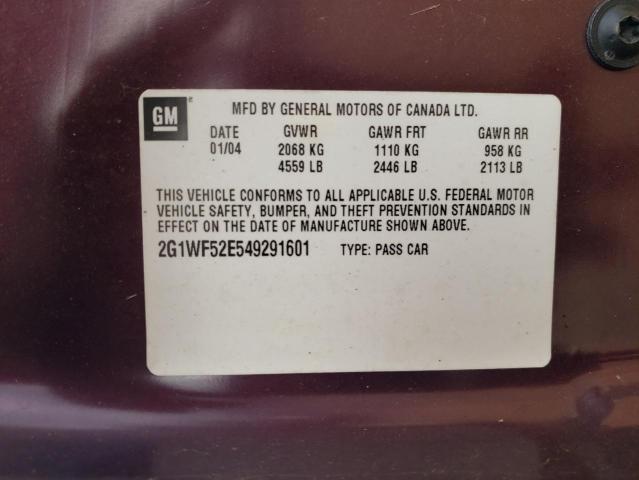 GM ® MFD BY GENERAL MOTORS OF CANADA LTD.
DATE GVWR GAWR FRT GAWR RR
01/04 2068 KG 1110 KG 958 KG
4559 LB 2446 LB 2113 LB
THIS VEHICLE CONFORMS TO ALL APPLICABLE U.S. FEDERAL MOTOR
VEHICLE SAFETY, BUMPER, AND THEFT PREVENTION STANDARDS IN
EFFECT ON THE DATE OF MANUFACTURE SHOWN ABOVE.
2G1WF52E549291601 TYPE: PASS CAR